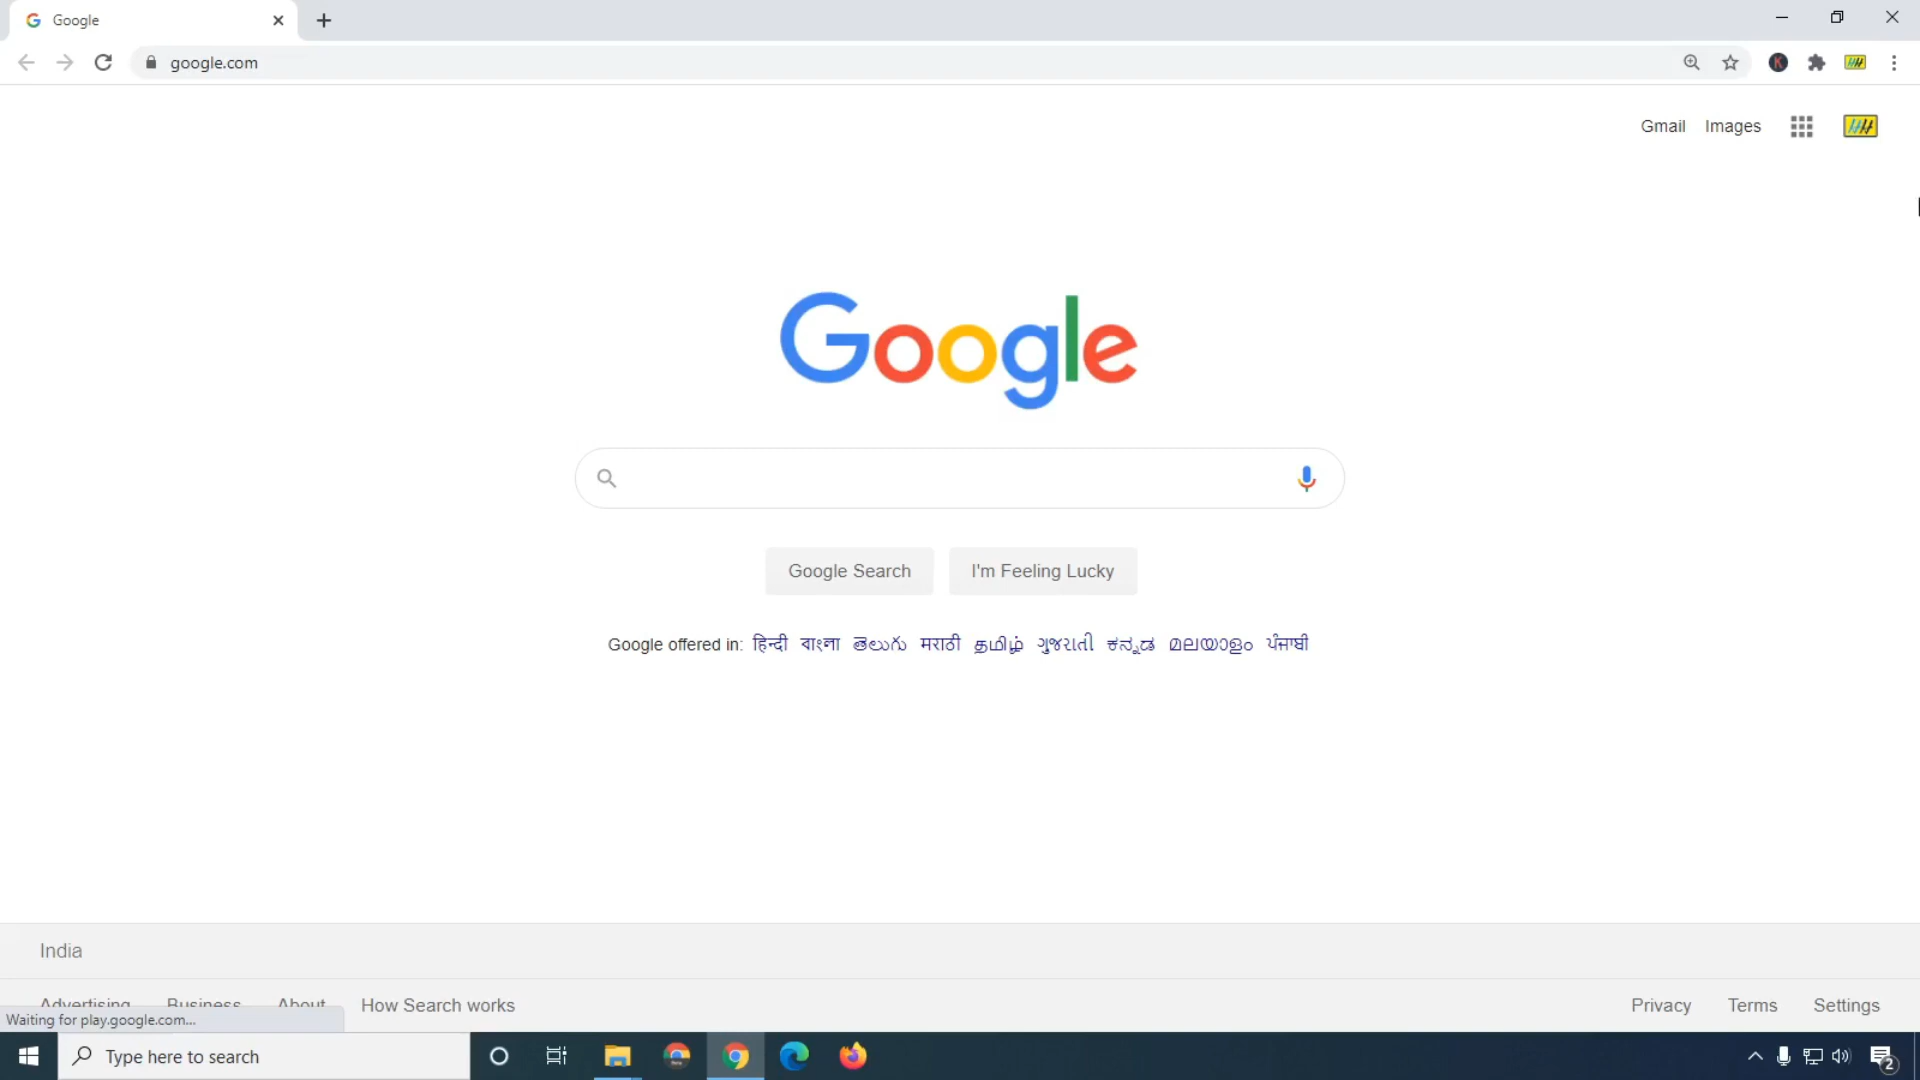 Google
google.com
Gmail Images
Google
Google Search I'm Feeling Lucky
Google offered in: हिन्दी বাংলা తెలుగు मराठी தமிழ் ગુજરાતી ಕನ್ನಡ മലയാളം ਪੰਜਾਬੀ
India
Advertising Business About How Search works Privacy Terms Settings
Waiting for play.google.com...
Type here to search
2